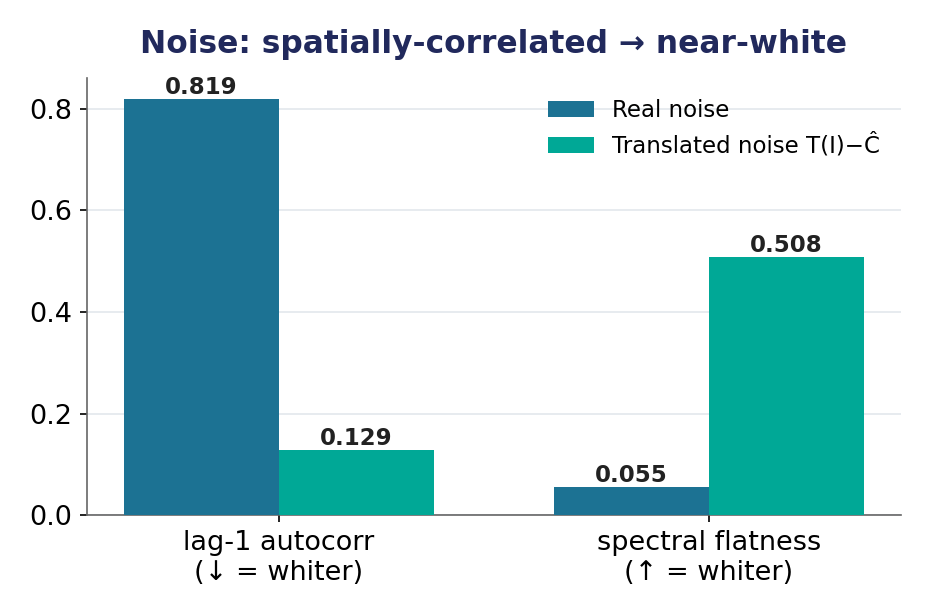 Noise: spatially-correlated → near-white
0.819
0.8
Real noise
Translated noise T(I)−Ĉ
0.6
0.508
0.4
0.129
0.2
0.055
0.0
lag-1 autocorr
(↓ = whiter)
spectral flatness
(↑ = whiter)